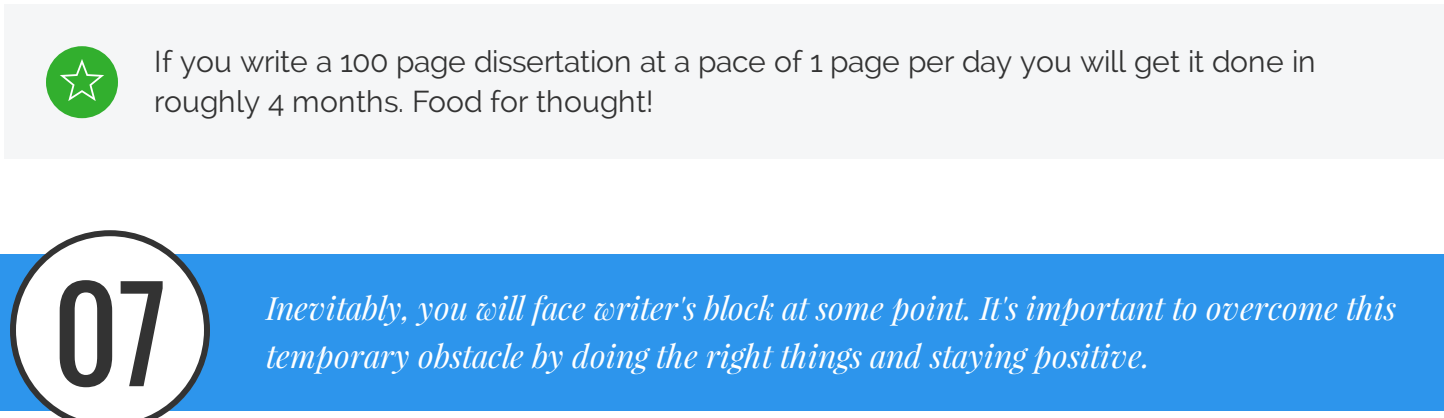 If you write a 100 page dissertation at a pace of 1 page per day you will get it done in
roughly 4 months. Food for thought!
07
Inevitably, you will face writer's block at some point. It's important to overcome this
temporary obstacle by doing the right things and staying positive.